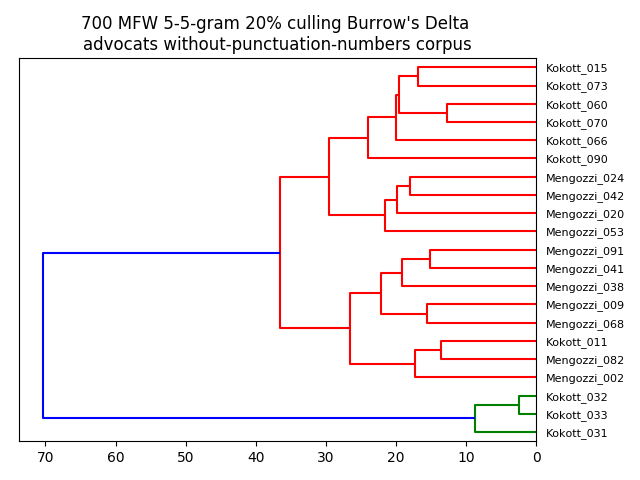 700 MFW 5-5-gram 20% culling Burrow's Delta
advocats without-punctuation-numbers corpus
Kokott_015
Kokott_073
Kokott_060
Kokott_070
Kokott_066
Kokott_090
Mengozzi_024
Mengozzi_042
Mengozzi_020
Mengozzi_053
Mengozzi_091
Mengozzi_041
Mengozzi_038
Mengozzi_009
Mengozzi_068
Kokott_011
Mengozzi_082
Mengozzi_002
Kokott_032
Kokott_033
Kokott_031
70 60 50 40 30 20 10 0